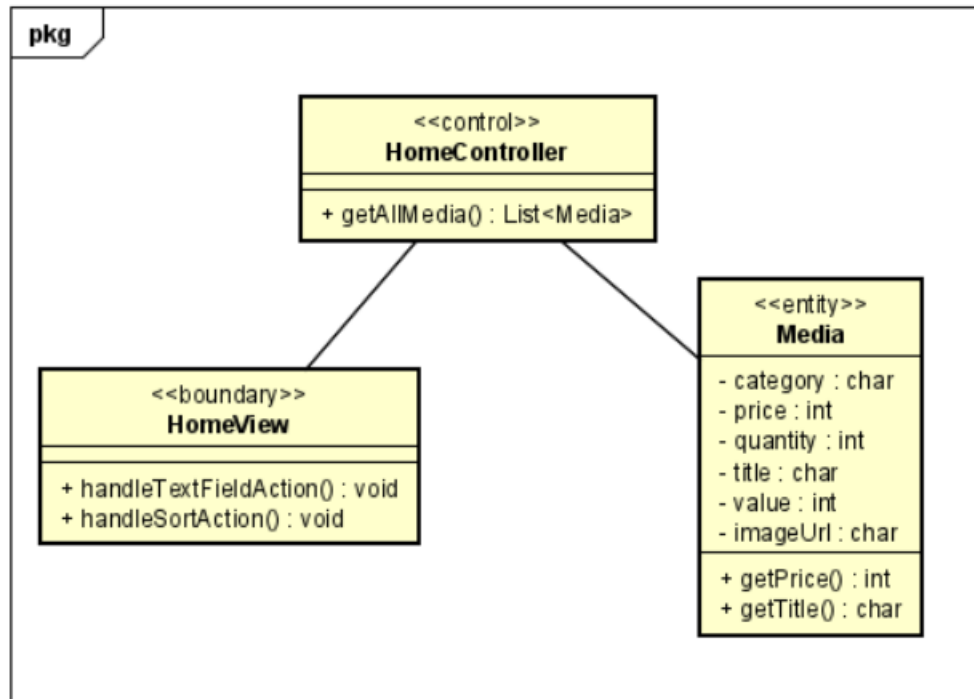 pkg
<<control>>
HomeController
+ getAllMedia() : List<Media>
<<boundary>>
HomeView
+ handleTextFieldAction() : void
+ handleSortAction() : void
<<entity>>
Media
- category : char
- price : int
- quantity : int
- title : char
- value : int
- imageUrl : char
+ getPrice() : int
+ getTitle() : char